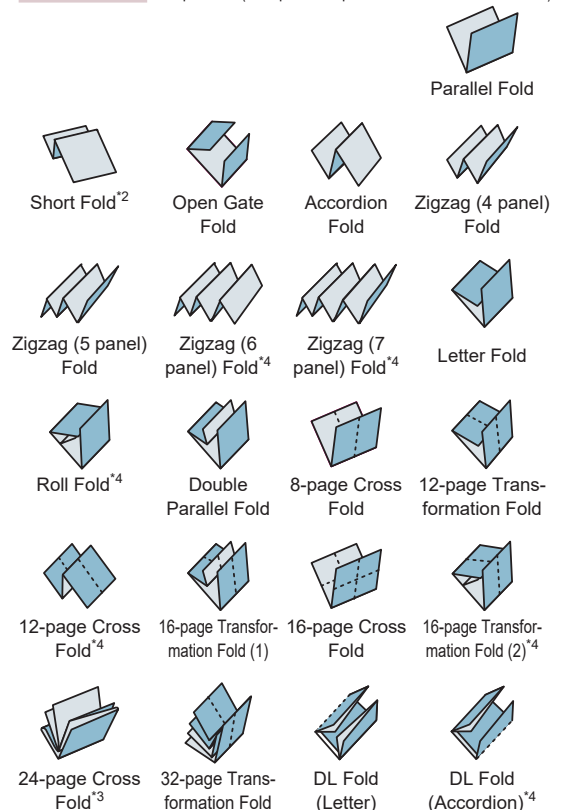 Parallel Fold
Short Fold*2
Open Gate
Fold
Accordion
Fold
Zigzag (4 panel)
Fold
Zigzag (5 panel)
Fold
Zigzag (6
panel) Fold*4
Zigzag (7
panel) Fold*4
Letter Fold
Roll Fold*4
Double
Parallel Fold
8-page Cross
Fold
12-page Trans-
formation Fold
12-page Cross
Fold*4
16-page Transfor-
mation Fold (1)
16-page Cross
Fold
16-page Transfor-
mation Fold (2)*4
24-page Cross
Fold*3
32-page Trans-
formation Fold
DL Fold
(Letter)
DL Fold
(Accordion)*4